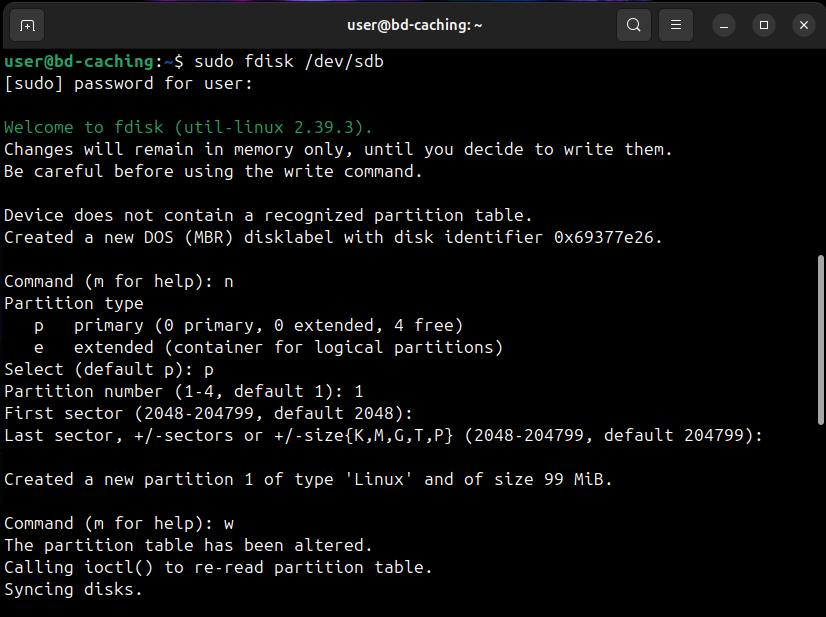 user@bd-caching: ~
user@bd-caching:~$ sudo fdisk /dev/sdb
[sudo] password for user:
Welcome to fdisk (util-linux 2.39.3).
Changes will remain in memory only, until you decide to write them.
Be careful before using the write command.
Device does not contain a recognized partition table.
Created a new DOS (MBR) disklabel with disk identifier 0x69377e26.
Command (m for help): n
Partition type
   p   primary (0 primary, 0 extended, 4 free)
   e   extended (container for logical partitions)
Select (default p): p
Partition number (1-4, default 1): 1
First sector (2048-204799, default 2048):
Last sector, +/-sectors or +/-size{K,M,G,T,P} (2048-204799, default 204799):
Created a new partition 1 of type 'Linux' and of size 99 MiB.
Command (m for help): w
The partition table has been altered.
Calling ioctl() to re-read partition table.
Syncing disks.